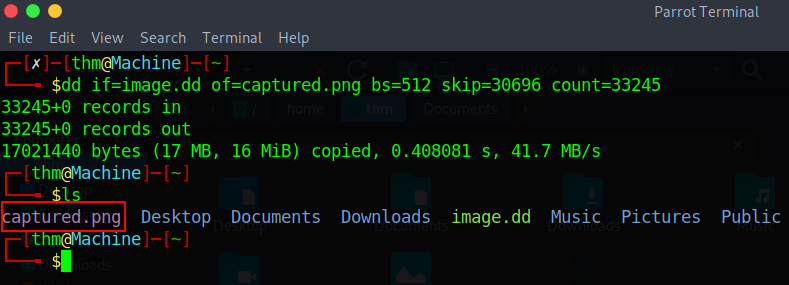 Parrot Terminal
File Edit View Search Terminal Help
┌─[✗]─[thm@Machine]─[~]
└──╼ $dd if=image.dd of=captured.png bs=512 skip=30696 count=33245
33245+0 records in
33245+0 records out
17021440 bytes (17 MB, 16 MiB) copied, 0.408081 s, 41.7 MB/s
┌─[thm@Machine]─[~]
└──╼ $ls
captured.png Desktop Documents Downloads image.dd Music Pictures Public
┌─[thm@Machine]─[~]
└──╼ $